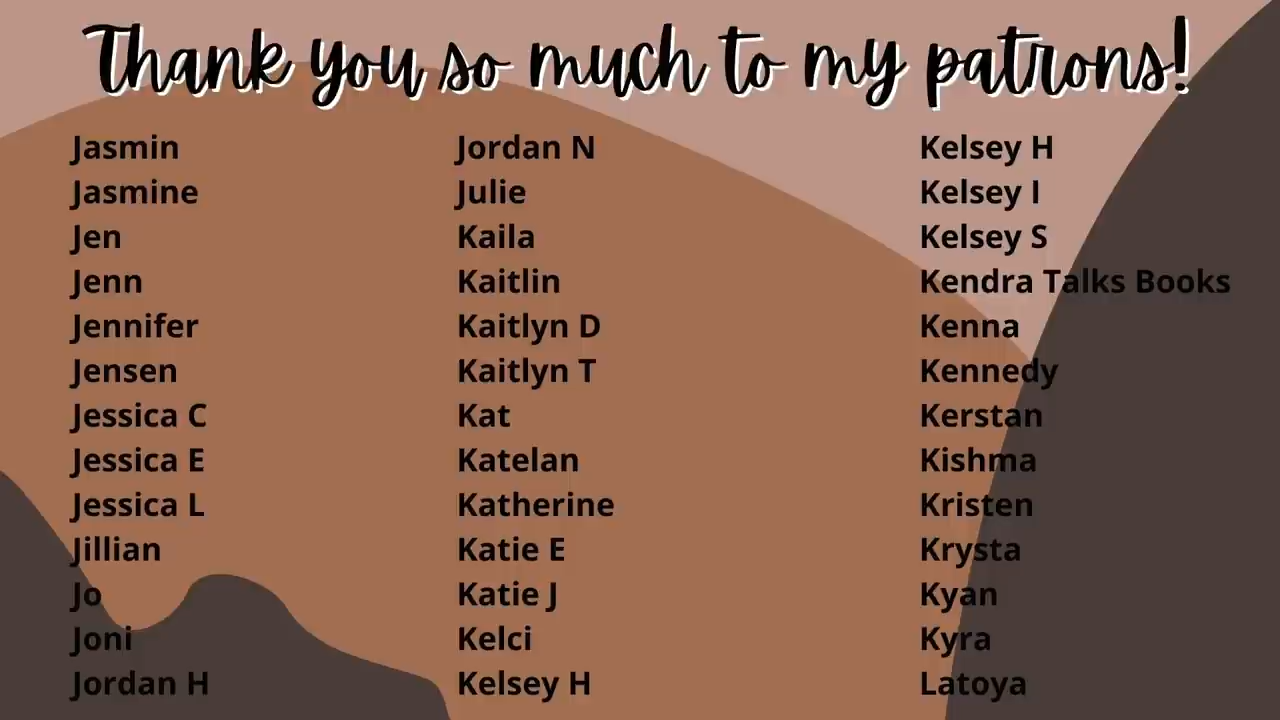 Thank you so much to my patrons!
Jasmin
Jasmine
Jen
Jenn
Jennifer
Jensen
Jessica C
Jessica E
Jessica L
Jillian
Jo
Joni
Jordan H
Jordan N
Julie
Kaila
Kaitlin
Kaitlyn D
Kaitlyn T
Kat
Katelan
Katherine
Katie E
Katie J
Kelci
Kelsey H
Kelsey H
Kelsey I
Kelsey S
Kendra Talks Books
Kenna
Kennedy
Kerstan
Kishma
Kristen
Krysta
Kyan
Kyra
Latoya